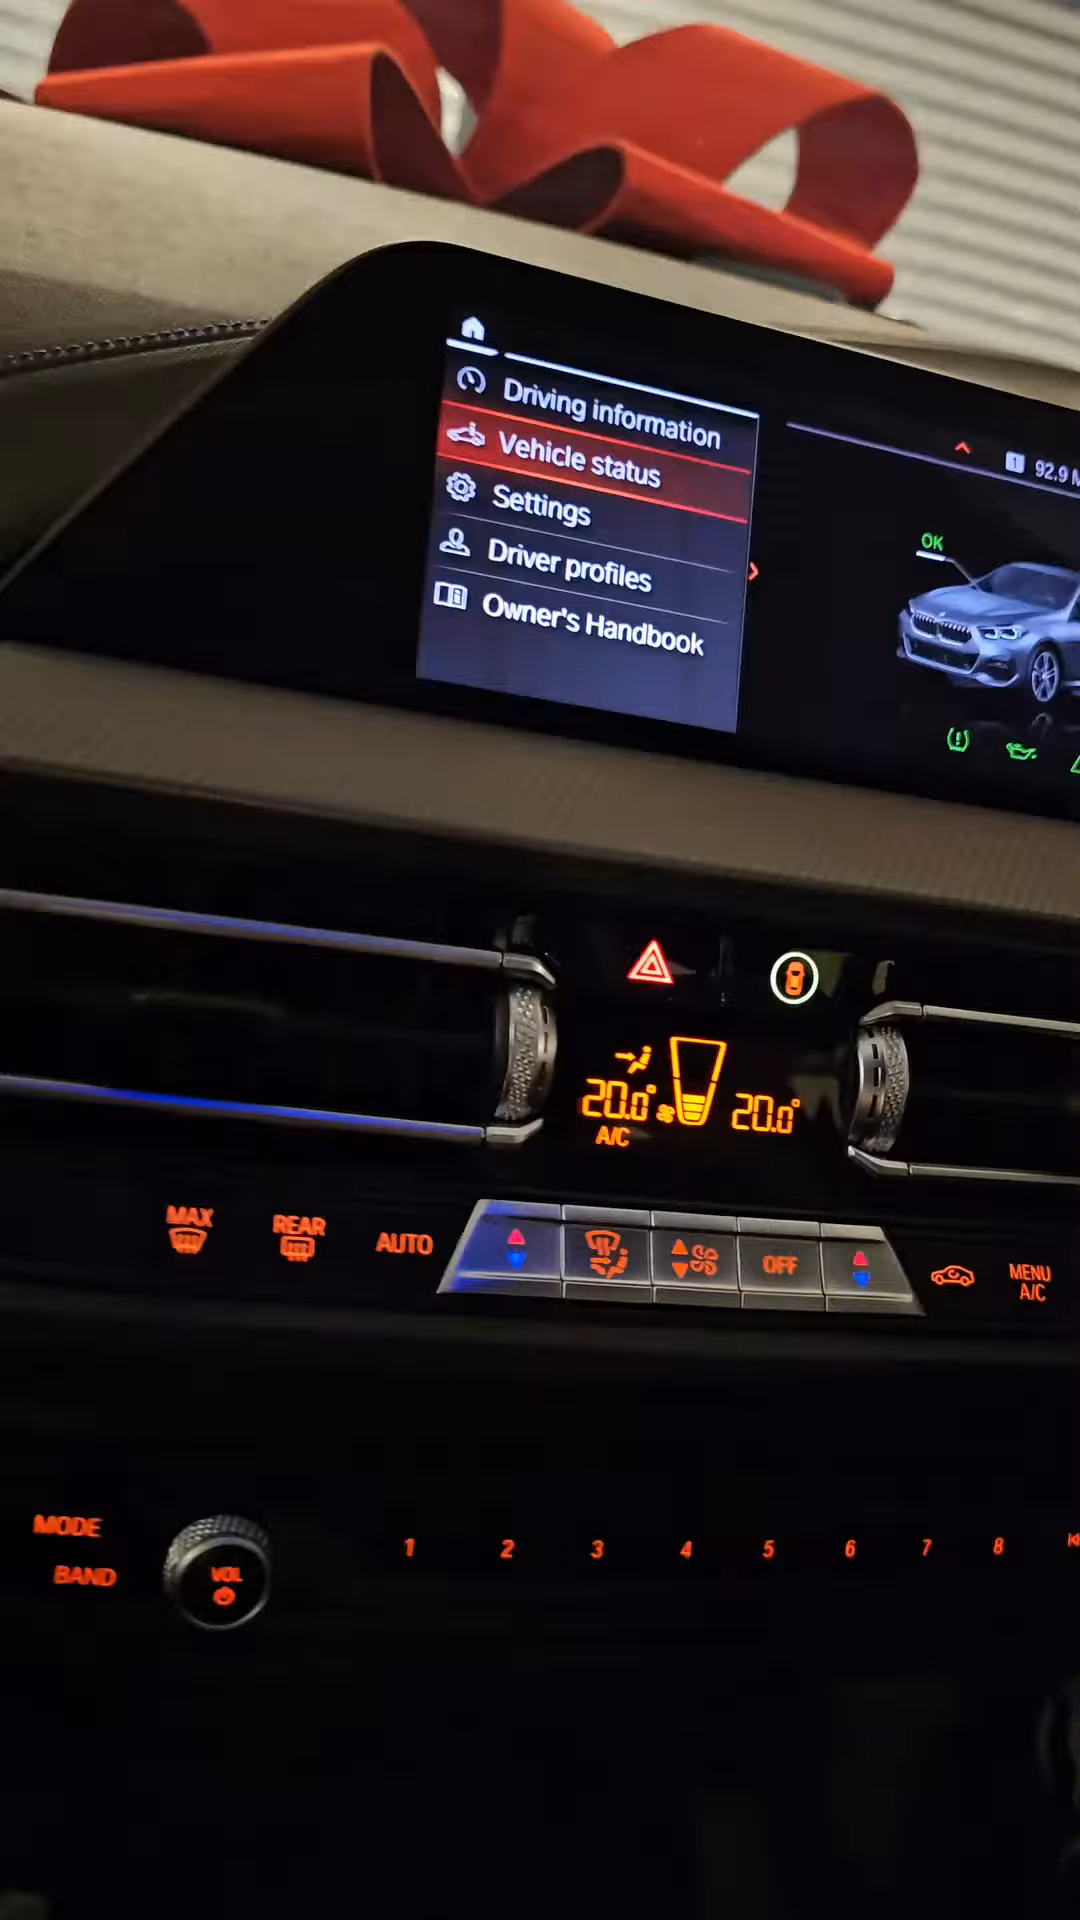 Driving information
Vehicle status
Settings
Driver profiles
Owner's Handbook
1 92.9
OK
20.0° 20.0°
A/C
MAX
REAR
AUTO
OFF
MENU
A/C
MODE
BAND
VOL
1 2 3 4 5 6 7 8